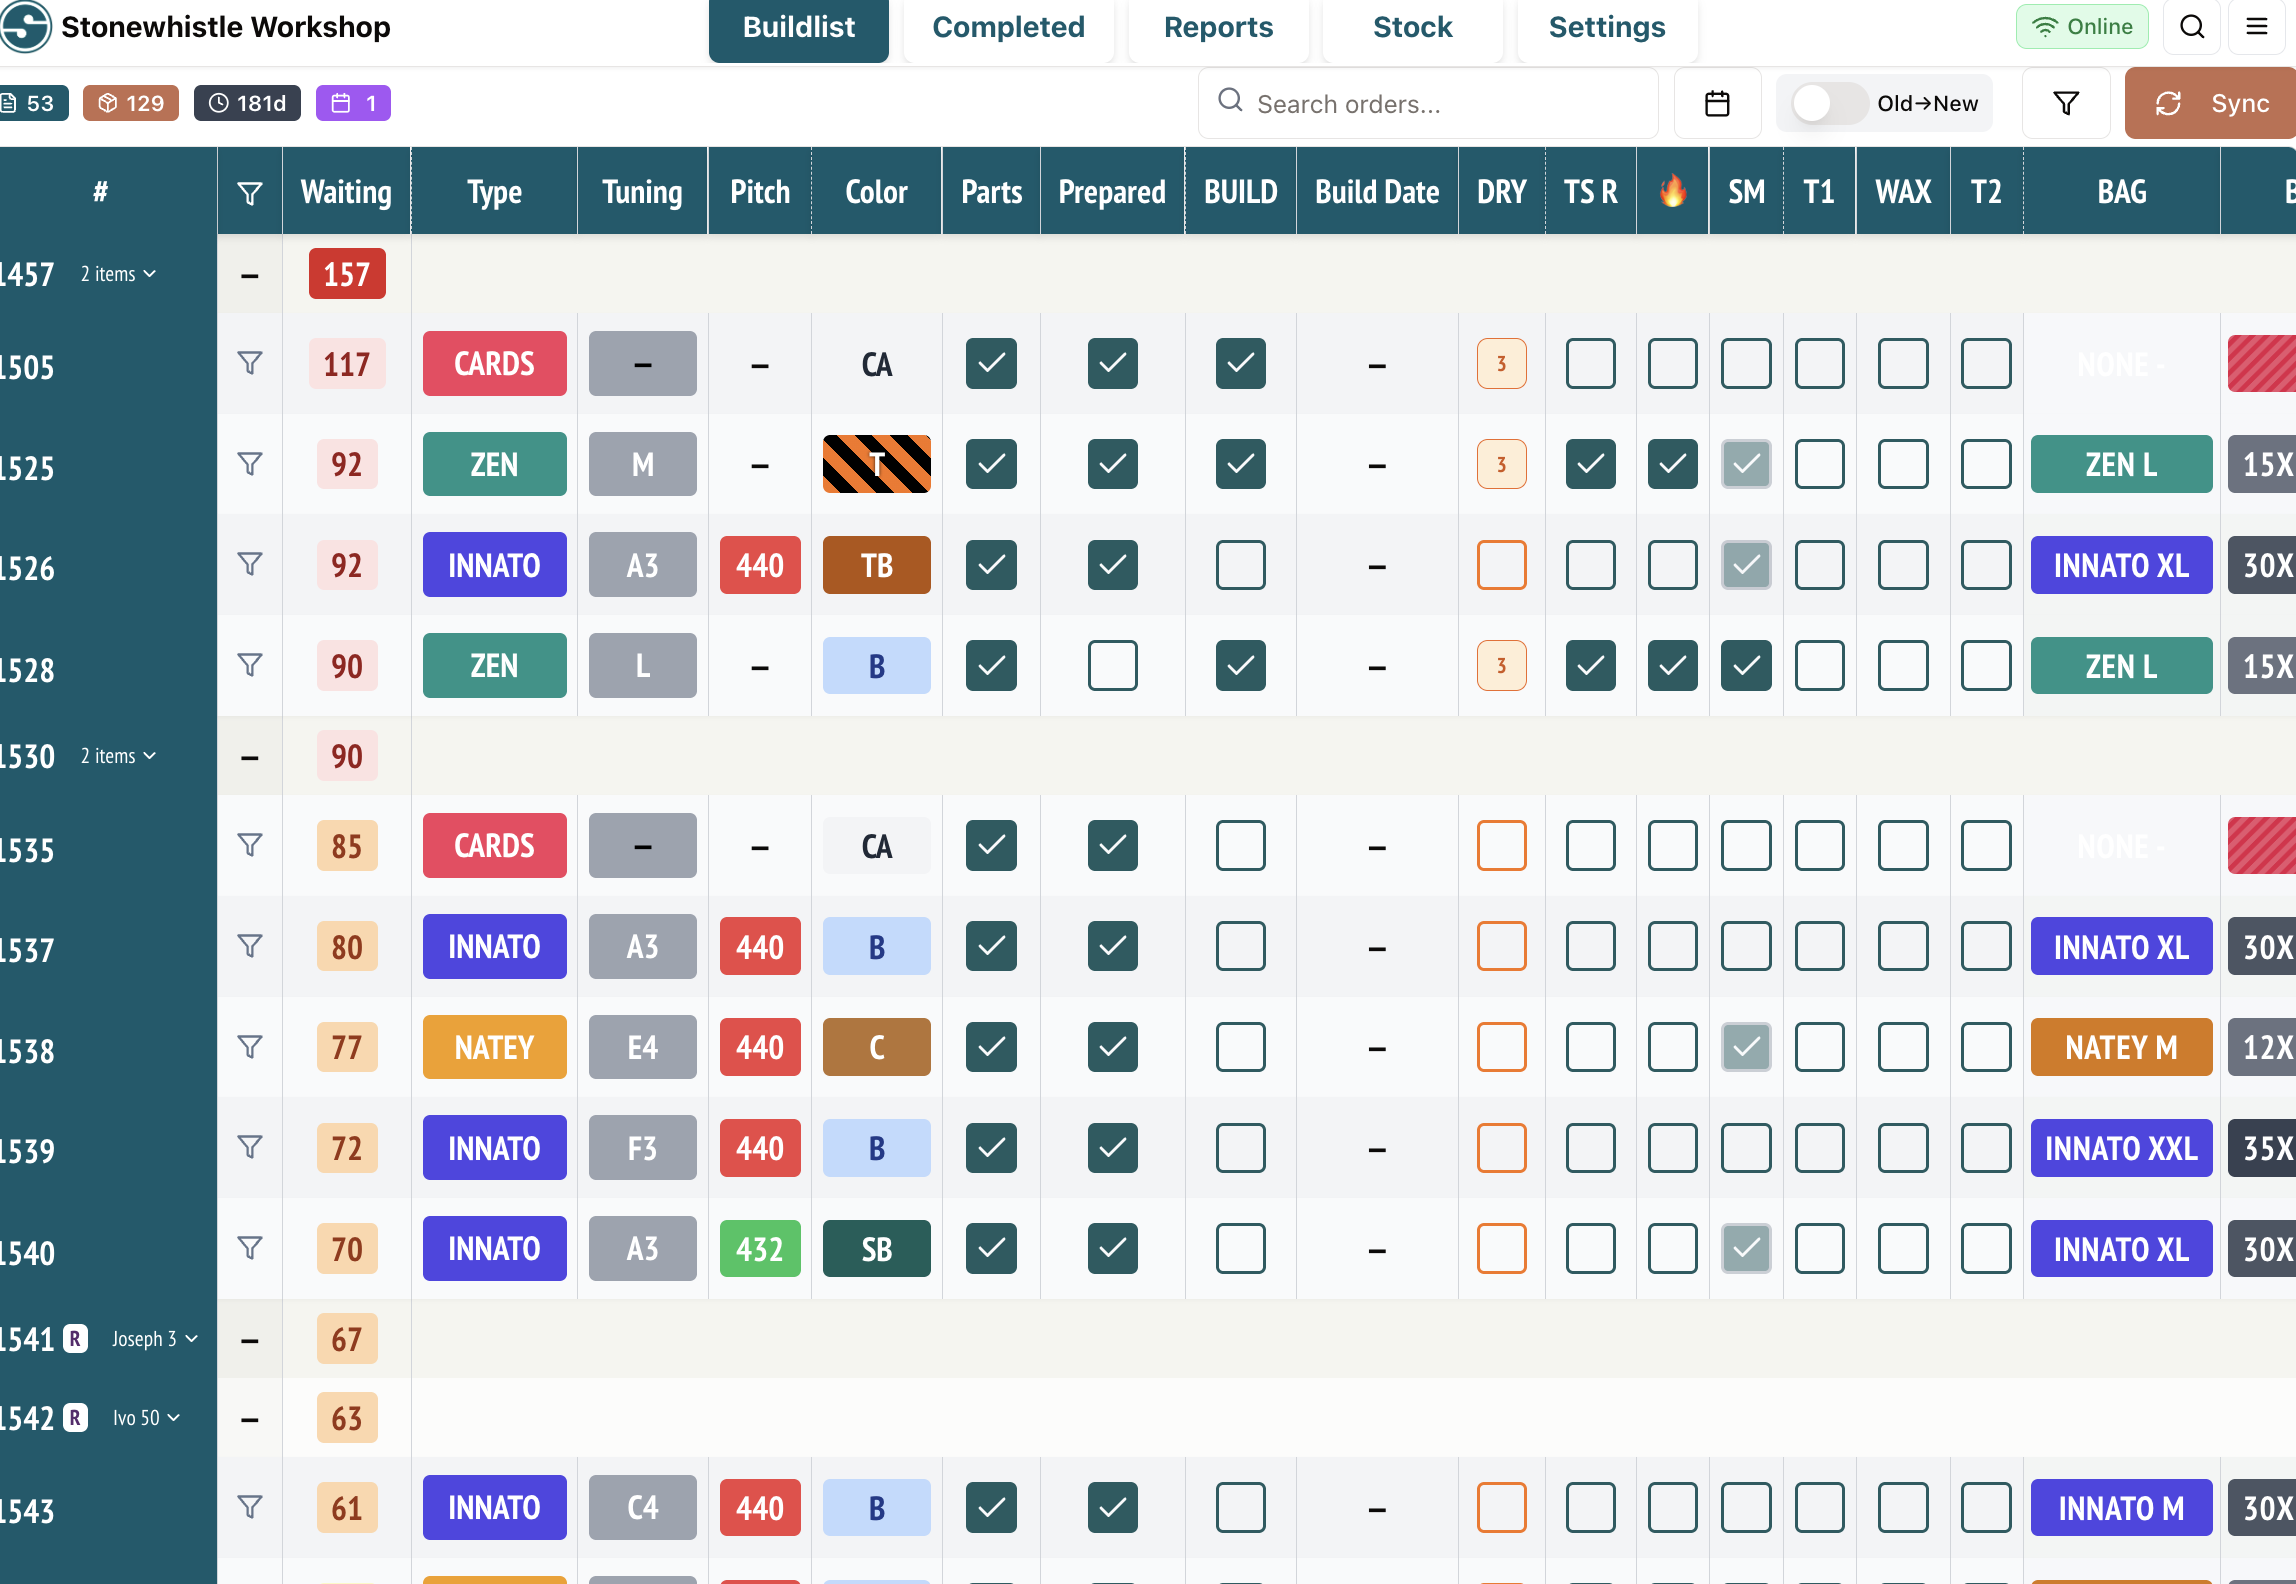 Stonewhistle Workshop Buildlist Completed Reports Stock Settings Online
53 129 181d 1 Search orders... Old→New Sync
# Waiting Type Tuning Pitch Color Parts Prepared BUILD Build Date DRY TS R 🔥 SM T1 WAX T2 BAG
1457 2 items – 157
1505 117 CARDS – – CA – 3 NONE -
1525 92 ZEN M – T – 3 ZEN L 15X
1526 92 INNATO A3 440 TB – INNATO XL 30X
1528 90 ZEN L – B – 3 ZEN L 15X
1530 2 items – 90
1535 85 CARDS – – CA – NONE -
1537 80 INNATO A3 440 B – INNATO XL 30X
1538 77 NATEY E4 440 C – NATEY M 12X
1539 72 INNATO F3 440 B – INNATO XXL 35X
1540 70 INNATO A3 432 SB – INNATO XL 30X
1541 R Joseph 3 – 67
1542 R Ivo 50 – 63
1543 61 INNATO C4 440 B – INNATO M 30X